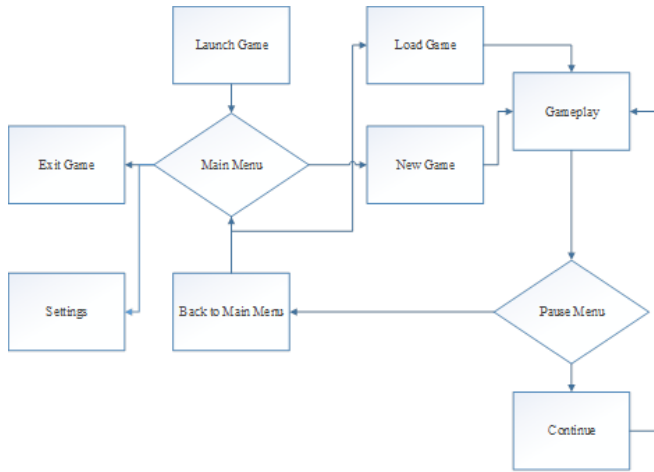 Launch Game
Load Game
Gameplay
Exit Game
Main Menu
New Game
Settings
Back to Main Menu
Pause Menu
Continue